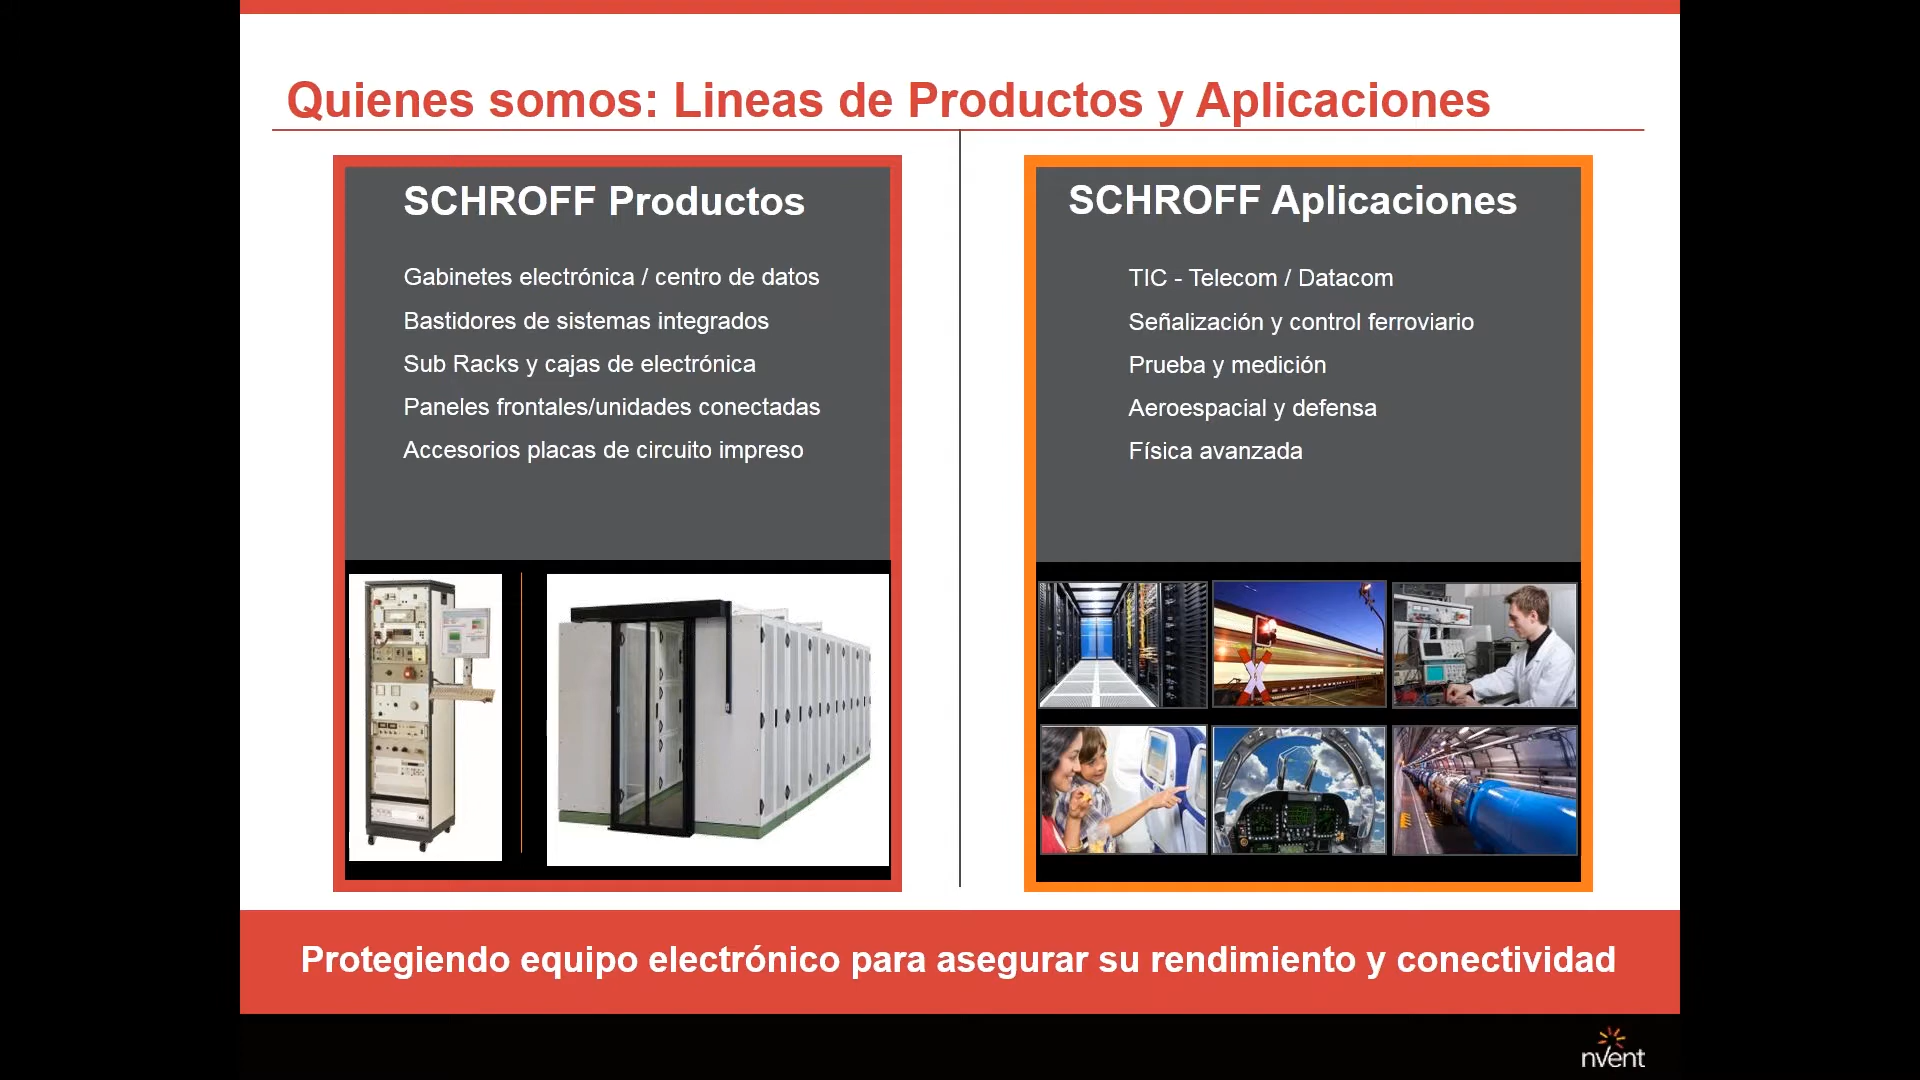 Quienes somos: Lineas de Productos y Aplicaciones
SCHROFF Productos
Gabinetes electrónica / centro de datos
Bastidores de sistemas integrados
Sub Racks y cajas de electrónica
Paneles frontales/unidades conectadas
Accesorios placas de circuito impreso
SCHROFF Aplicaciones
TIC - Telecom / Datacom
Señalización y control ferroviario
Prueba y medición
Aeroespacial y defensa
Física avanzada
Protegiendo equipo electrónico para asegurar su rendimiento y conectividad
nVent